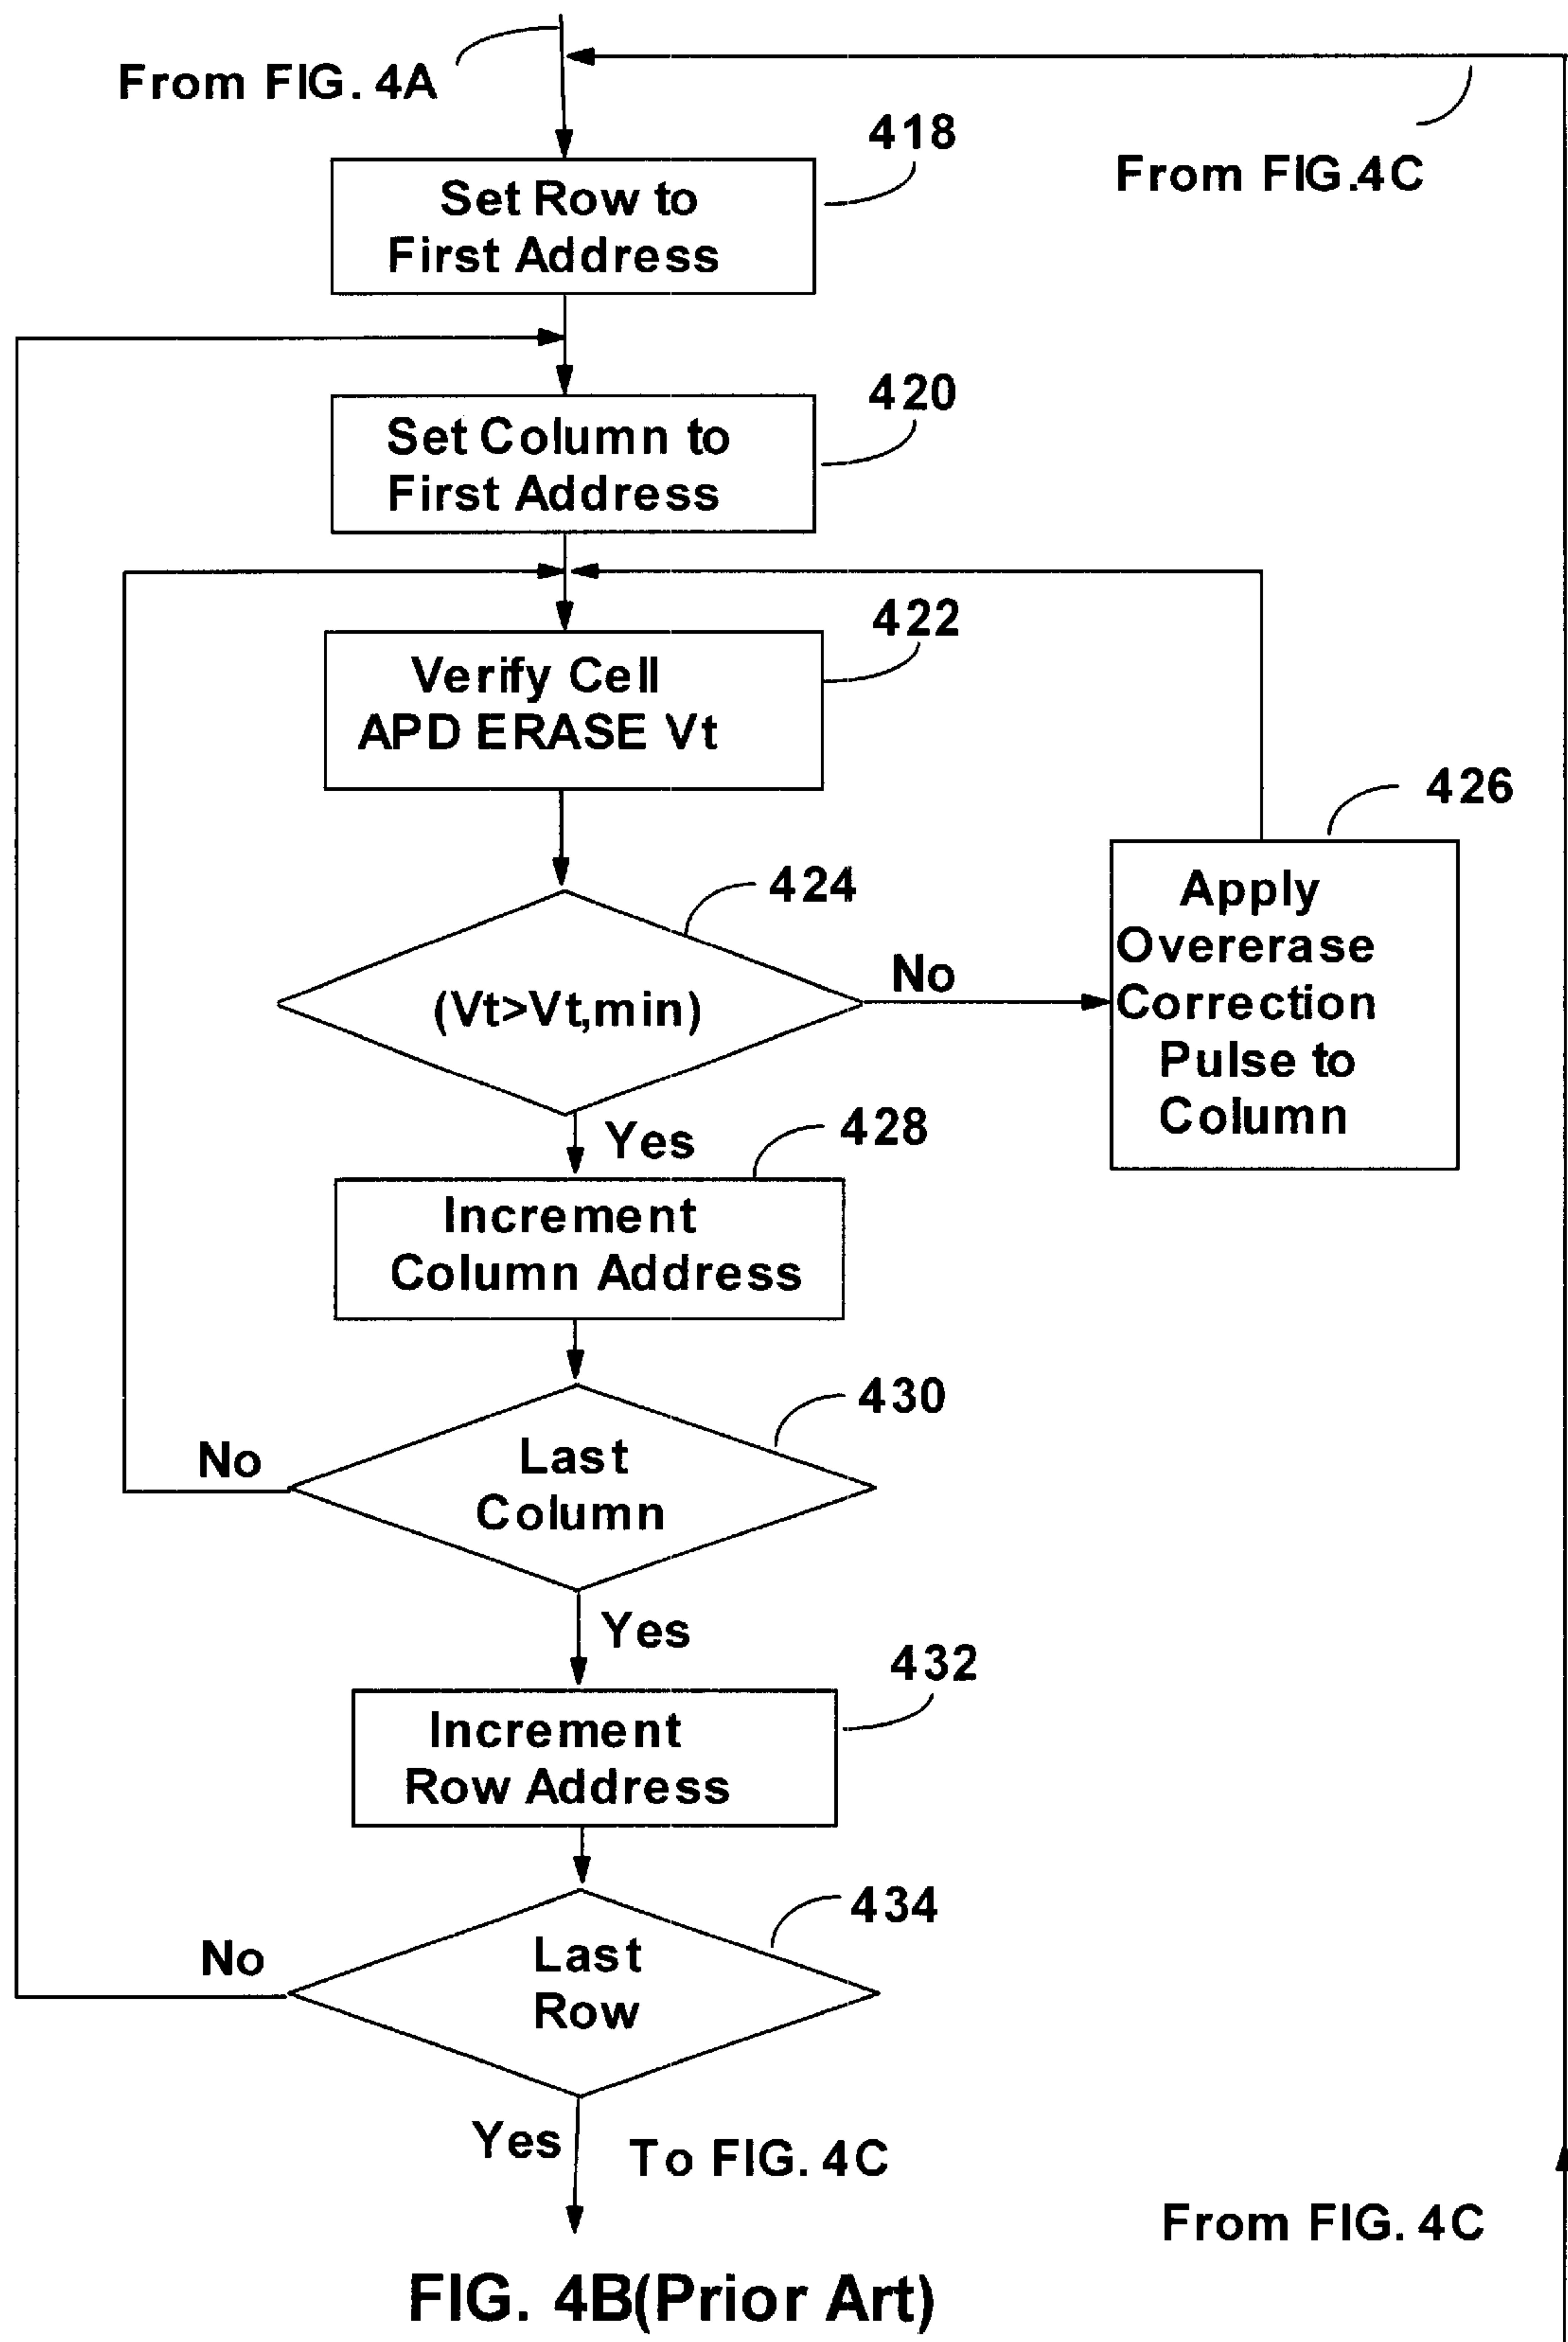 From FIG. 4A
From FIG.4C
418
Set Row to
First Address
420
Set Column to
First Address
422
Verify Cell
APD ERASE Vt
424
(Vt>Vt,min)
No
426
Apply
Overerase
Correction
Pulse to
Column
Yes
428
Increment
Column Address
430
Last
Column
No
Yes
432
Increment
Row Address
434
Last
Row
No
Yes
To FIG. 4C
From FIG. 4C
FIG. 4B(Prior Art)